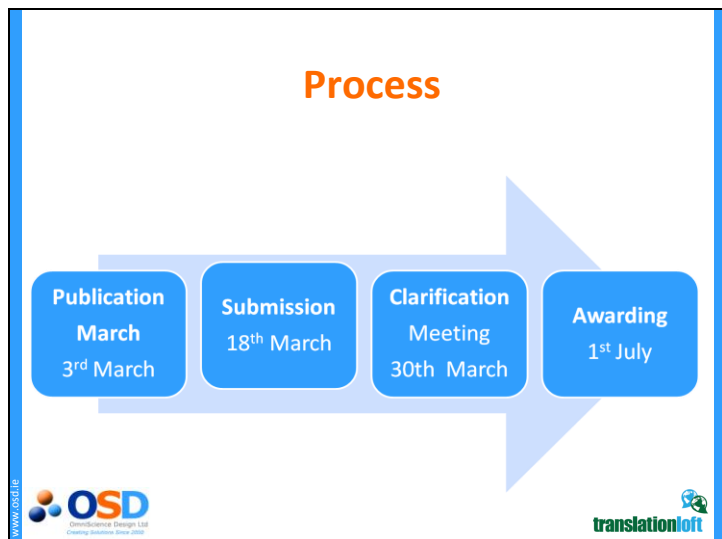 Process
Publication
March
3rd March
Submission
18th March
Clarification
Meeting
30th March
Awarding
1st July
www.osd.ie
OSD
OmniScience Design Ltd
Creating Solutions Since 2000
translationloft